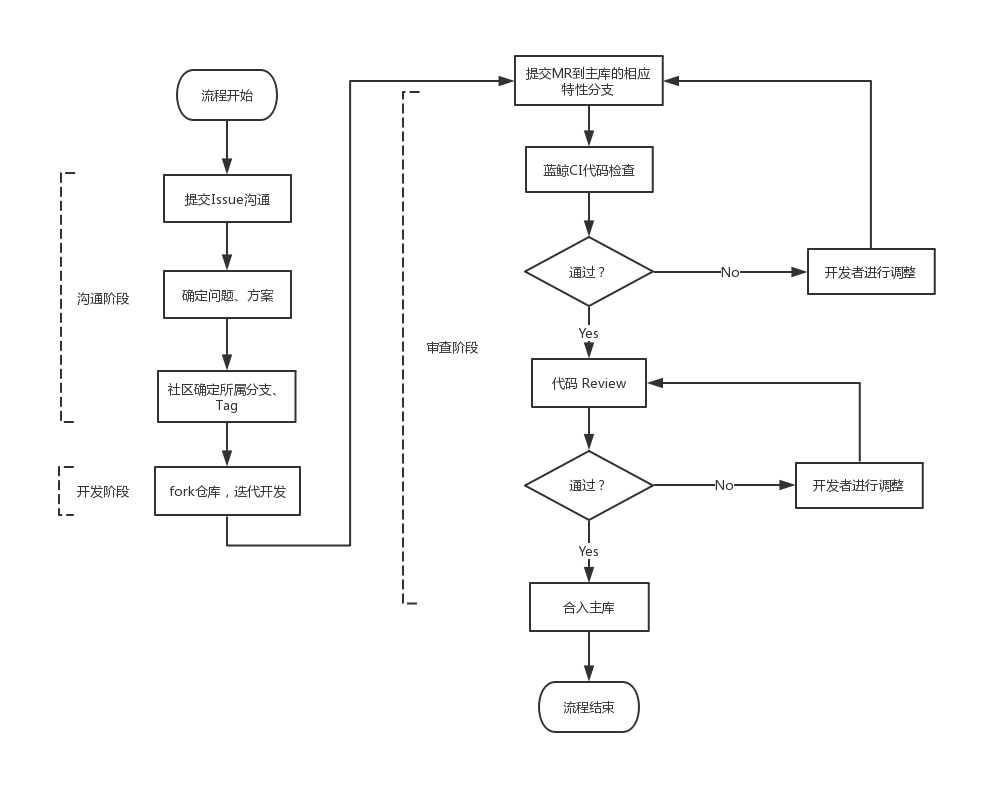 流程开始
提交Issue沟通
确定问题、方案
沟通阶段
社区确定所属分支、
Tag
开发阶段
fork仓库，迭代开发
提交MR到主库的相应
特性分支
蓝鲸CI代码检查
通过？
No
开发者进行调整
Yes
审查阶段
代码 Review
通过？
No
开发者进行调整
Yes
合入主库
流程结束